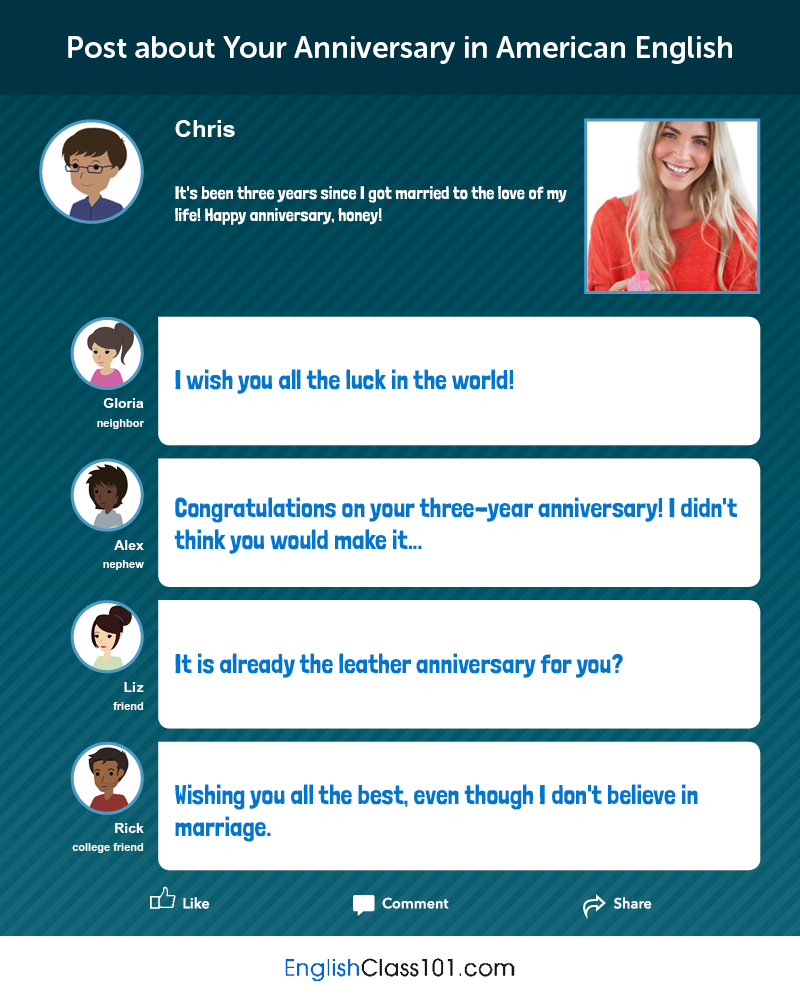 Post about Your Anniversary in American English
Chris
It's been three years since I got married to the love of my
life! Happy anniversary, honey!
Gloria
neighbor
I wish you all the luck in the world!
Alex
nephew
Congratulations on your three-year anniversary! I didn't
think you would make it...
Liz
friend
It is already the leather anniversary for you?
Rick
college friend
Wishing you all the best, even though I don't believe in
marriage.
Like
Comment
Share
EnglishClass101.com